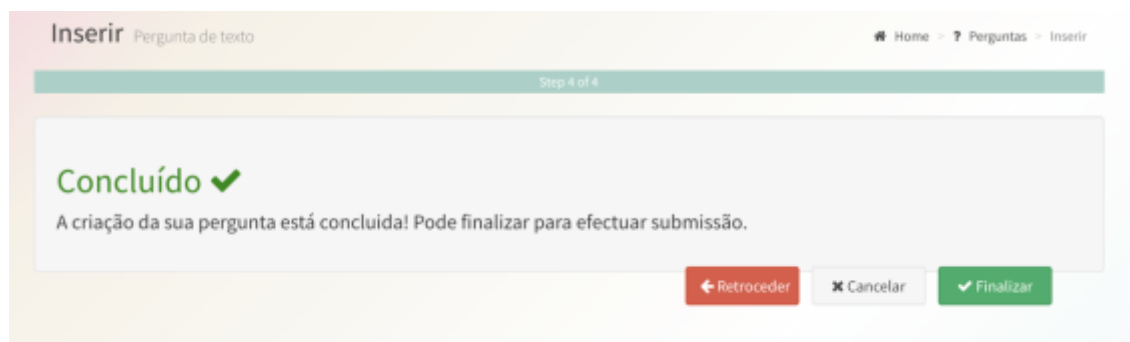 Inserir Pergunta de texto
Home > ? Perguntas > Inserir
Step 4 of 4
Concluído ✔
A criação da sua pergunta está concluida! Pode finalizar para efectuar submissão.
Retroceder
Cancelar
Finalizar